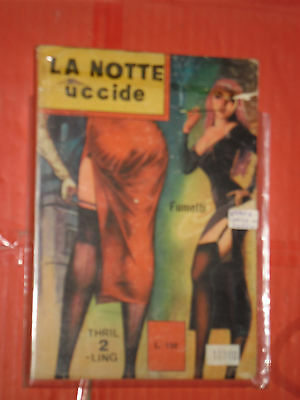 LA NOTTE
uccide
Fumetti
THRIL
2
-LING